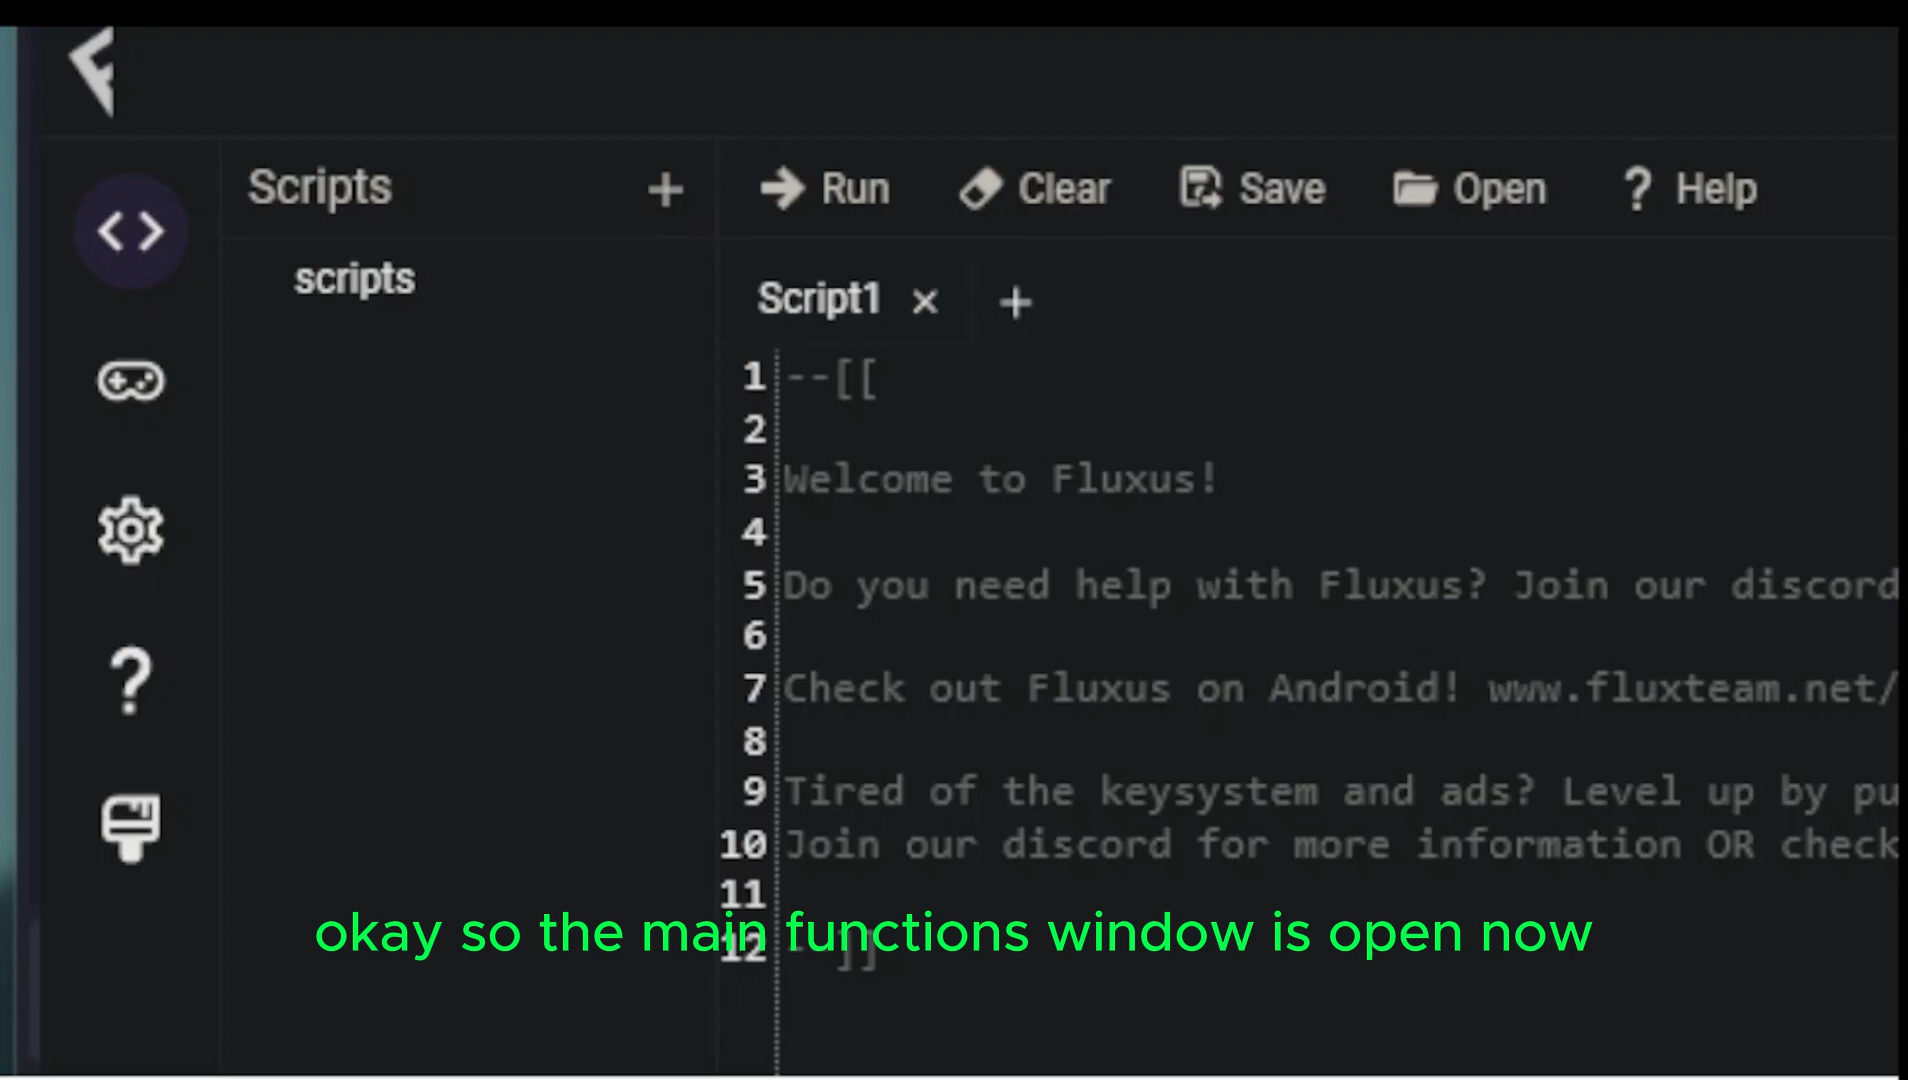 Scripts +
Run Clear Save Open ? Help
scripts
Script1 × +
1 --[[
2
3 Welcome to Fluxus!
4
5 Do you need help with Fluxus? Join our discord
6
7 Check out Fluxus on Android! www.fluxteam.net/
8
9 Tired of the keysystem and ads? Level up by pu
10 Join our discord for more information OR check
11
12 ]]
okay so the main functions window is open now